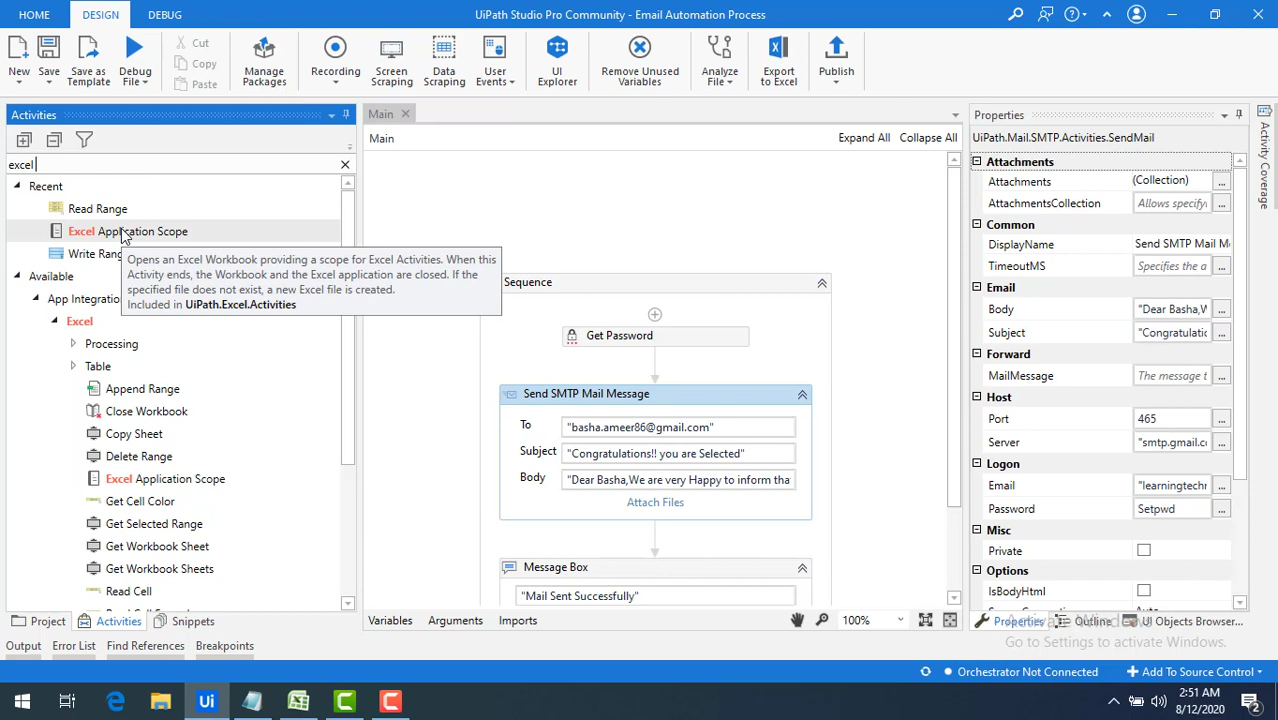 HOME
DESIGN
DEBUG
UiPath Studio Pro Community - Email Automation Process
New
Save
Save as Template
Debug File
Cut
Copy
Paste
Manage Packages
Recording
Screen Scraping
Data Scraping
User Events
UI Explorer
Remove Unused Variables
Analyze File
Export to Excel
Publish
Activities
excel
Recent
Read Range
Excel Application Scope
Write Rang
Opens an Excel Workbook providing a scope for Excel Activities. When this
Activity ends, the Workbook and the Excel application are closed. If the
specified file does not exist, a new Excel file is created.
Included in UiPath.Excel.Activities
Available
App Integration
Excel
Processing
Table
Append Range
Close Workbook
Copy Sheet
Delete Range
Excel Application Scope
Get Cell Color
Get Selected Range
Get Workbook Sheet
Get Workbook Sheets
Read Cell
Project
Activities
Snippets
Main
Main
Expand All
Collapse All
Sequence
Get Password
Send SMTP Mail Message
To
"basha.ameer86@gmail.com"
Subject
"Congratulations!! you are Selected"
Body
"Dear Basha,We are very Happy to inform tha
Attach Files
Message Box
"Mail Sent Successfully"
Variables
Arguments
Imports
100%
Properties
UiPath.Mail.SMTP.Activities.SendMail
Attachments
Attachments
(Collection)
...
AttachmentsCollection
Allows specify
...
Common
DisplayName
Send SMTP Mail M
TimeoutMS
Specifies the a
...
Email
Body
"Dear Basha,W
...
Subject
"Congratulatic
...
Forward
MailMessage
The message t
...
Host
Port
465
...
Server
"smtp.gmail.c
...
Logon
Email
"learningtechr
...
Password
Setpwd
...
Misc
Private
Options
IsBodyHtml
Properties
Outline
UI Objects Browser...
Activity Coverage
Activate Windows
Go to Settings to activate Windows.
Output
Error List
Find References
Breakpoints
Orchestrator Not Connected
Add To Source Control
Ui
2:51 AM
8/12/2020
2